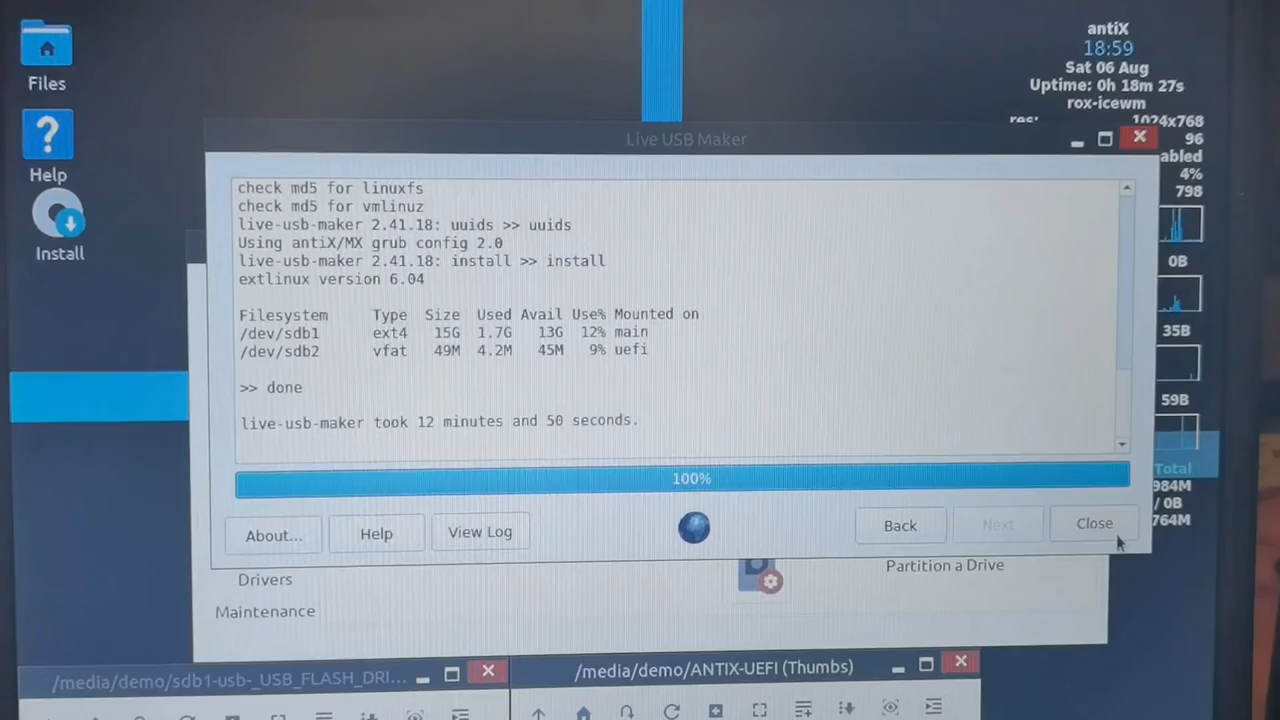 Files
Help
Install
antiX
18:59
Sat 06 Aug
Uptime: 0h 18m 27s
rox-icewm
res: 1024x768
96
abled
4%
798
0B
35B
59B
Total
984M
/ 0B
764M
Live USB Maker
check md5 for linuxfs
check md5 for vmlinuz
live-usb-maker 2.41.18: uuids >> uuids
Using antiX/MX grub config 2.0
live-usb-maker 2.41.18: install >> install
extlinux version 6.04
Filesystem Type Size Used Avail Use% Mounted on
/dev/sdb1 ext4 15G 1.7G 13G 12% main
/dev/sdb2 vfat 49M 4.2M 45M 9% uefi
>> done
live-usb-maker took 12 minutes and 50 seconds.
100%
About... Help View Log Back Next Close
Drivers
Partition a Drive
Maintenance
/media/demo/sdb1-usb-_USB_FLASH_DRI...
/media/demo/ANTIX-UEFI (Thumbs)